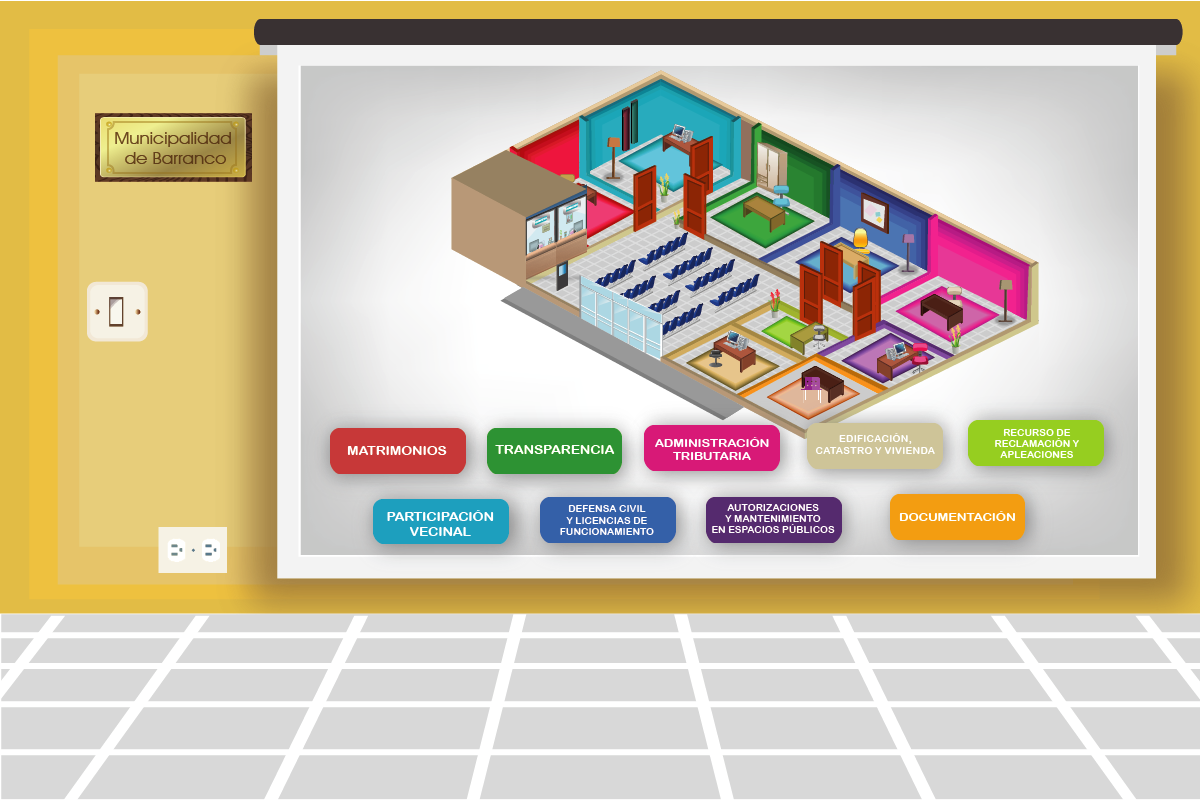 Municipalidad
de Barranco
MATRIMONIOS
TRANSPARENCIA
ADMINISTRACIÓN
TRIBUTARIA
EDIFICACIÓN,
CATASTRO Y VIVIENDA
RECURSO DE
RECLAMACIÓN Y
APLEACIONES
PARTICIPACIÓN
VECINAL
DEFENSA CIVIL
Y LICENCIAS DE
FUNCIONAMIENTO
AUTORIZACIONES
Y MANTENIMIENTO
EN ESPACIOS PÚBLICOS
DOCUMENTACIÓN